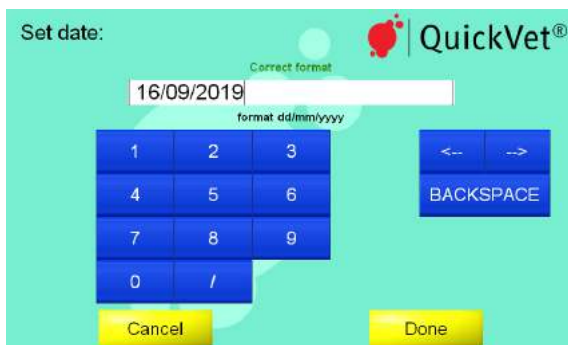 Set date:
QuickVet®
Correct format
16/09/2019
format dd/mm/yyyy
1 2 3
<-- -->
4 5 6
BACKSPACE
7 8 9
0 /
Cancel
Done